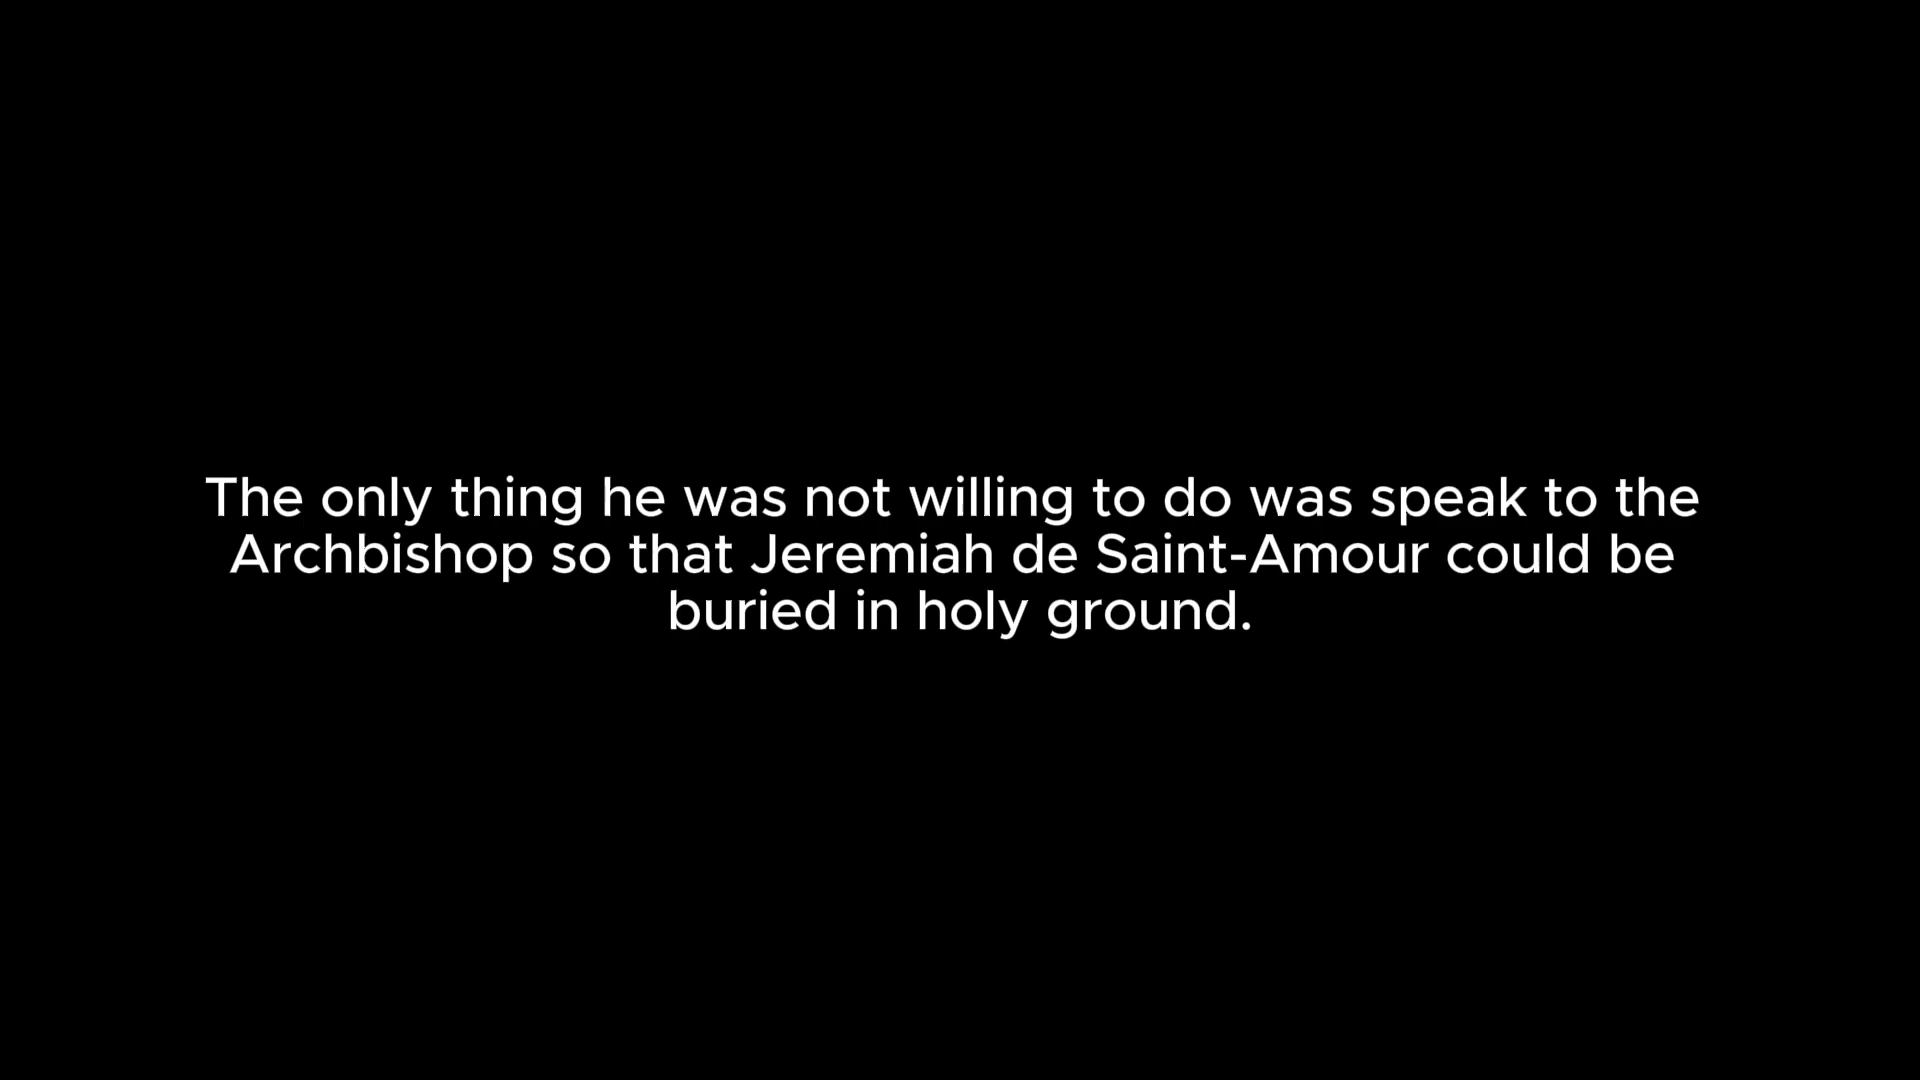 The only thing he was not willing to do was speak to the
Archbishop so that Jeremiah de Saint-Amour could be
buried in holy ground.